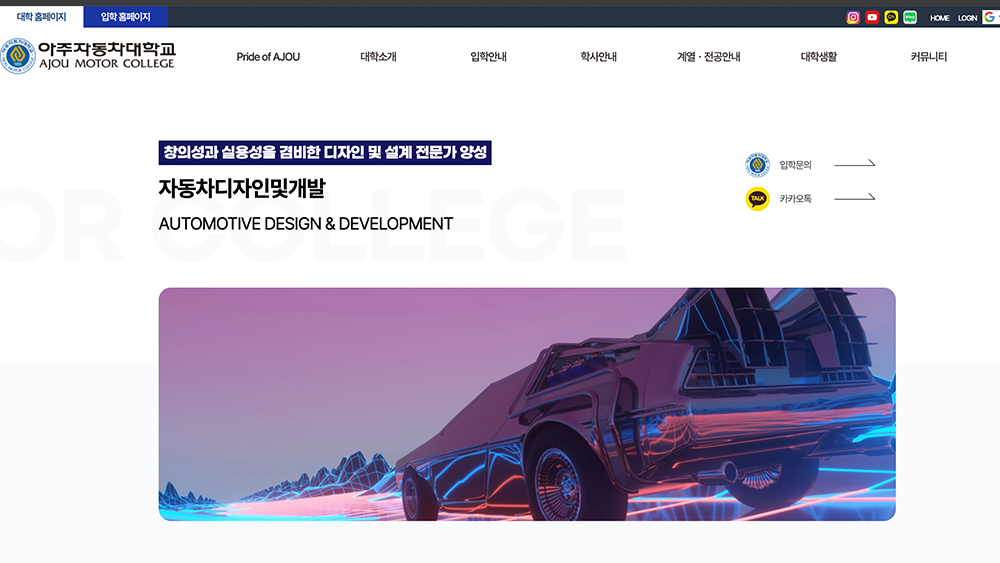 대학 홈페이지
입학 홈페이지
HOME
LOGIN
아주자동차대학교
AJOU MOTOR COLLEGE
Pride of AJOU
대학소개
입학안내
학사안내
계열 · 전공안내
대학생활
커뮤니티
창의성과 실용성을 겸비한 디자인 및 설계 전문가 양성
자동차디자인및개발
AUTOMOTIVE DESIGN & DEVELOPMENT
입학문의
TALK
카카오톡
OR COLLEGE